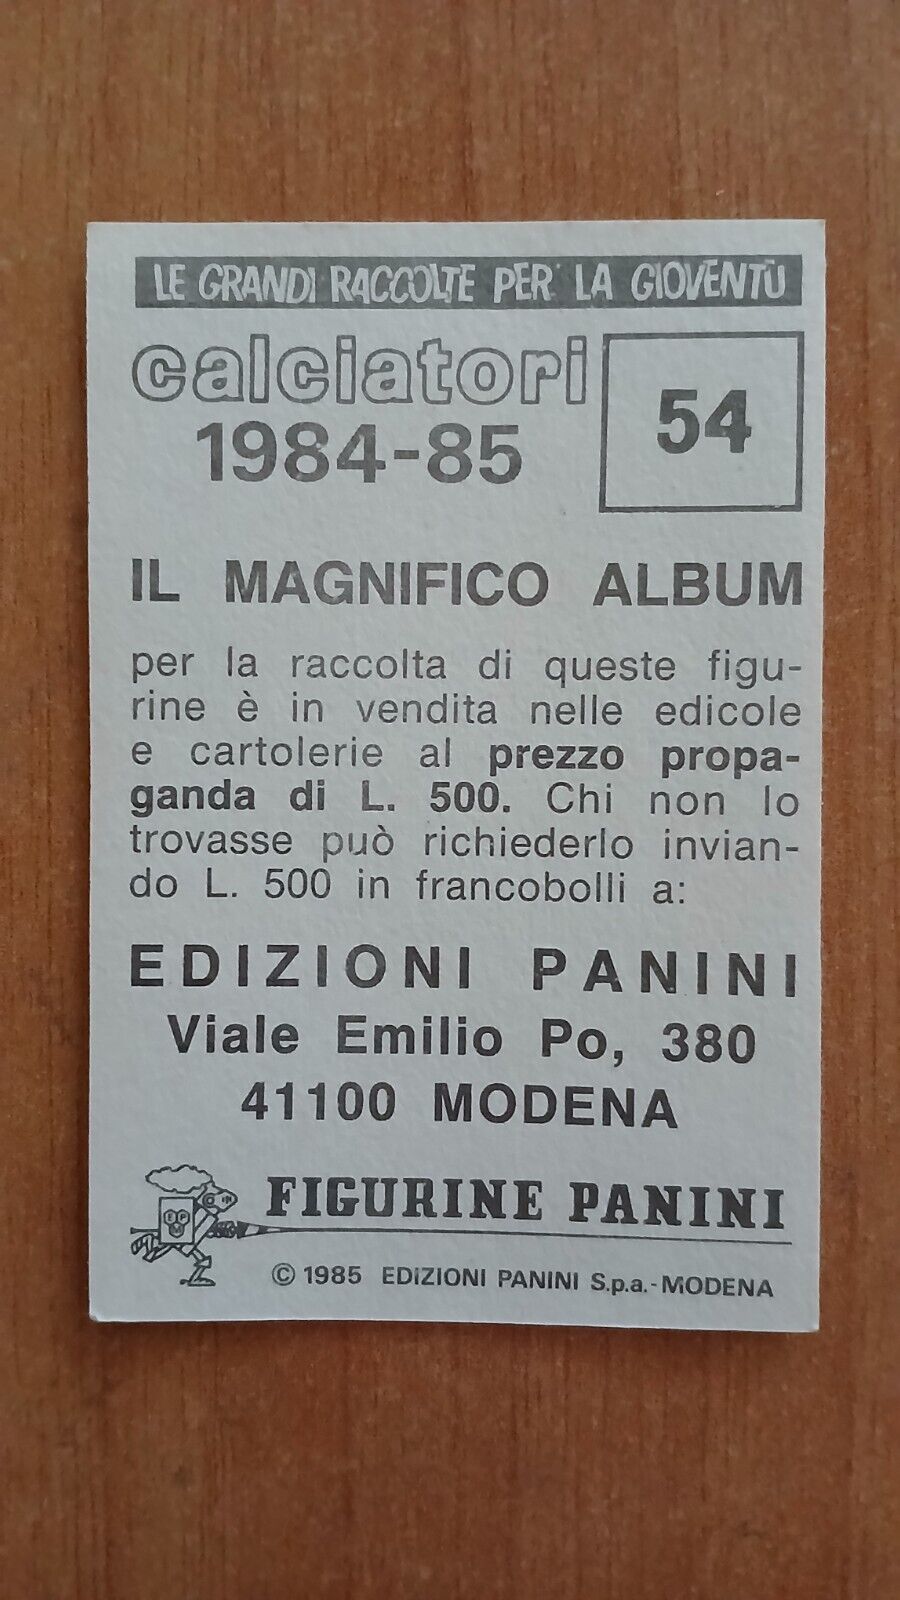 LE GRANDI RACCOLTE PER LA GIOVENTÙ
calciatori
1984-85
54
IL MAGNIFICO ALBUM
per la raccolta di queste figu-
rine è in vendita nelle edicole
e cartolerie al prezzo propa-
ganda di L. 500. Chi non lo
trovasse può richiederlo invian-
do L. 500 in francobolli a:
EDIZIONI PANINI
Viale Emilio Po, 380
41100 MODENA
FIGURINE PANINI
© 1985 EDIZIONI PANINI S.p.a.-MODENA